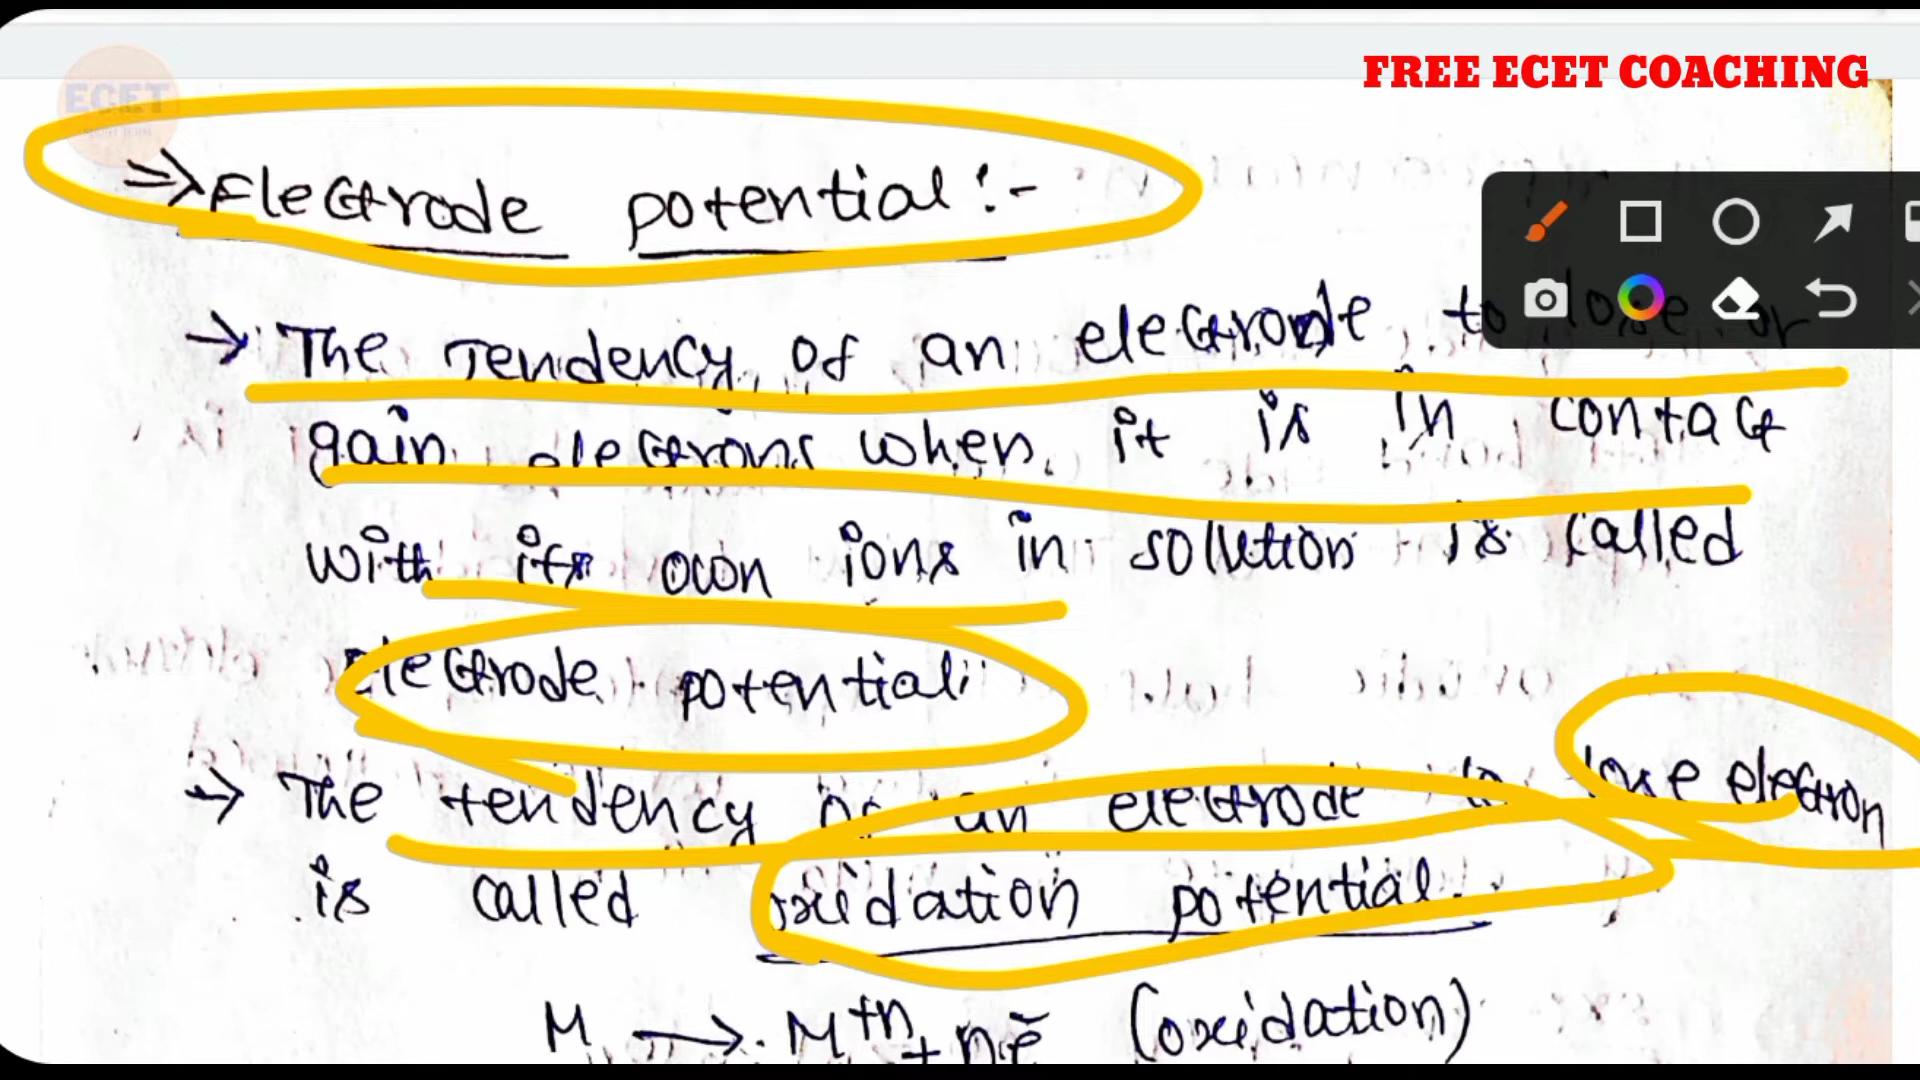 FREE ECET COACHING
ECET
⇒ Electrode potential :-
→ The Tendency of an electrode to lose or
gain electrons when it is in contact
with its own ions in solution is called
Electrode potential.
→ The tendency of an electrode to lose electron
is called oxidation potential.
M → M⁺ⁿ + nē (oxidation)